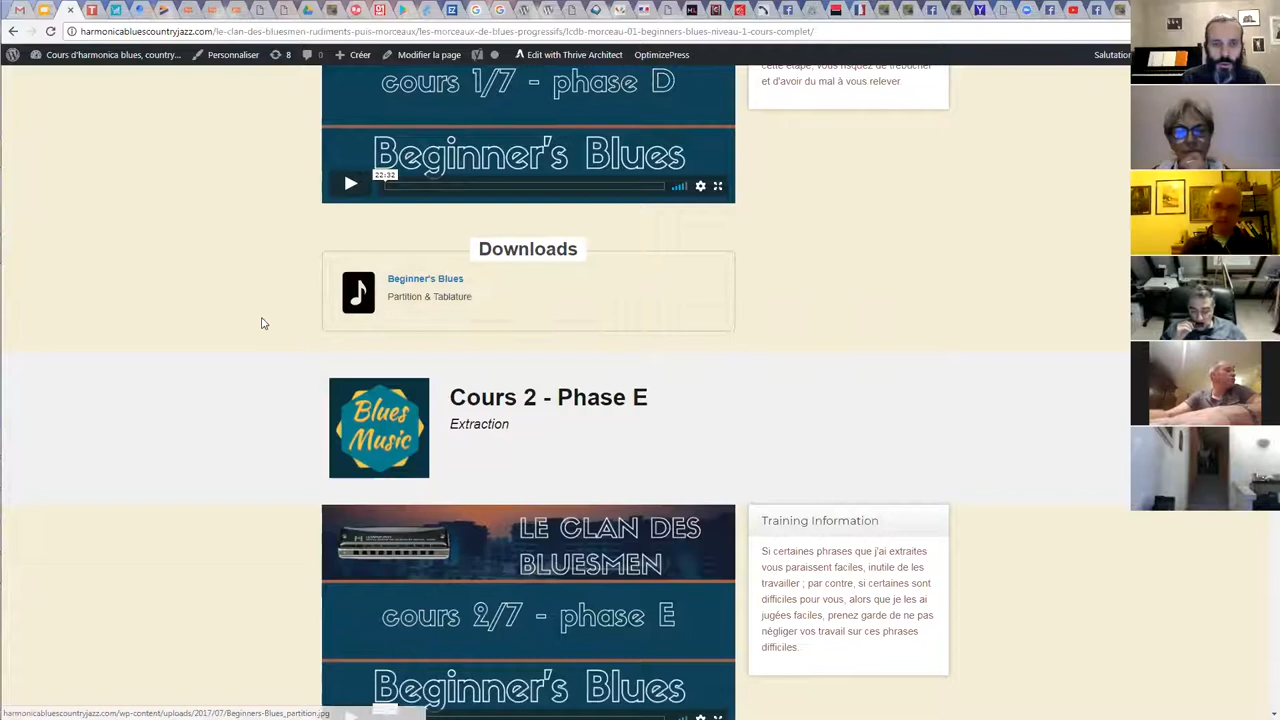 harmonicabluescountryjazz.com/le-clan-des-bluesmen-rudiments-puis-morceaux/les-morceaux-de-blues-progressifs/lcdb-morceau-01-beginners-blues-niveau-1-cours-complet/
Cours d'harmonica blues, country... Personnaliser 8 0 Créer Modifier la page Edit with Thrive Architect OptimizePress Salutation
cette étape, vous risquez de trébucher
et d'avoir du mal à vous relever.
cours 1/7 - phase D
Beginner's Blues
22:32
Downloads
Beginner's Blues
Partition & Tablature
Blues
Music
Cours 2 - Phase E
Extraction
LE CLAN DES
BLUESMEN
cours 2/7 - phase E
Beginner's Blues
Training Information
Si certaines phrases que j'ai extraites
vous paraissent faciles, inutile de les
travailler ; par contre, si certaines sont
difficiles pour vous, alors que je les ai
jugées faciles, prenez garde de ne pas
négliger vos travail sur ces phrases
difficiles.
harmonicabluescountryjazz.com/wp-content/uploads/2017/07/Beginners-Blues_partition.jpg